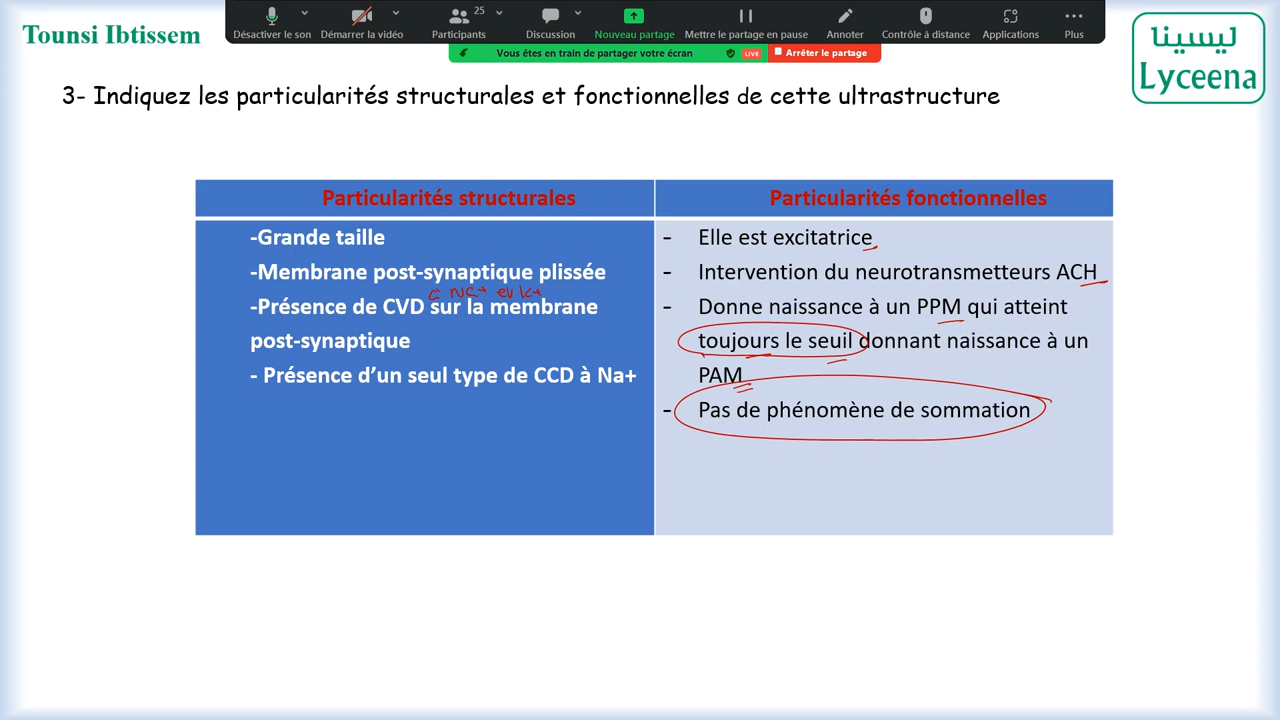 Tounsi Ibtissem
Désactiver le son
Démarrer la vidéo
25
Participants
Discussion
Nouveau partage
Mettre le partage en pause
Annoter
Contrôle à distance
Applications
Plus
Vous êtes en train de partager votre écran
LIVE
Arrêter le partage
ليسينا
Lyceena
3- Indiquez les particularités structurales et fonctionnelles de cette ultrastructure
Particularités structurales
-Grande taille
-Membrane post-synaptique plissée
-Présence de CVD sur la membrane
post-synaptique
- Présence d’un seul type de CCD à Na+
Particularités fonctionnelles
- Elle est excitatrice
- Intervention du neurotransmetteurs ACH
- Donne naissance à un PPM qui atteint
toujours le seuil donnant naissance à un
PAM
- Pas de phénomène de sommation